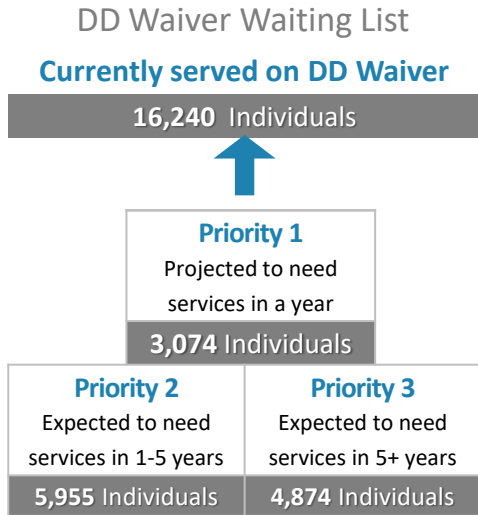 DD Waiver Waiting List
Currently served on DD Waiver
16,240 Individuals
Priority 1
Projected to need
services in a year
3,074 Individuals
Priority 2
Expected to need
services in 1-5 years
5,955 Individuals
Priority 3
Expected to need
services in 5+ years
4,874 Individuals